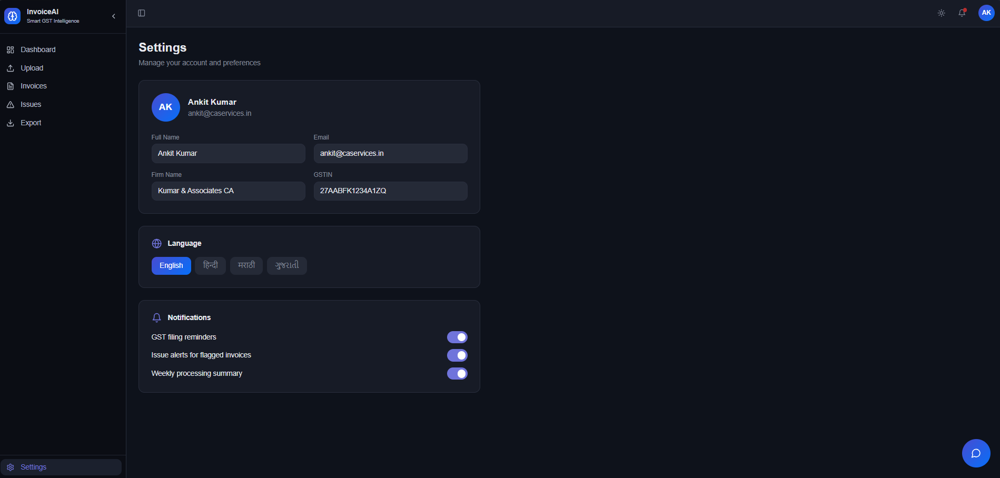 InvoiceAI
Smart GST Intelligence
AK
Dashboard
Upload
Invoices
Issues
Export
Settings
Manage your account and preferences
AK
Ankit Kumar
ankit@caservices.in
Full Name
Email
Ankit Kumar
ankit@caservices.in
Firm Name
GSTIN
Kumar & Associates CA
27AABFK1234A1ZQ
Language
English
हिन्दी
मराठी
ગુજરાતી
Notifications
GST filing reminders
Issue alerts for flagged invoices
Weekly processing summary
Settings